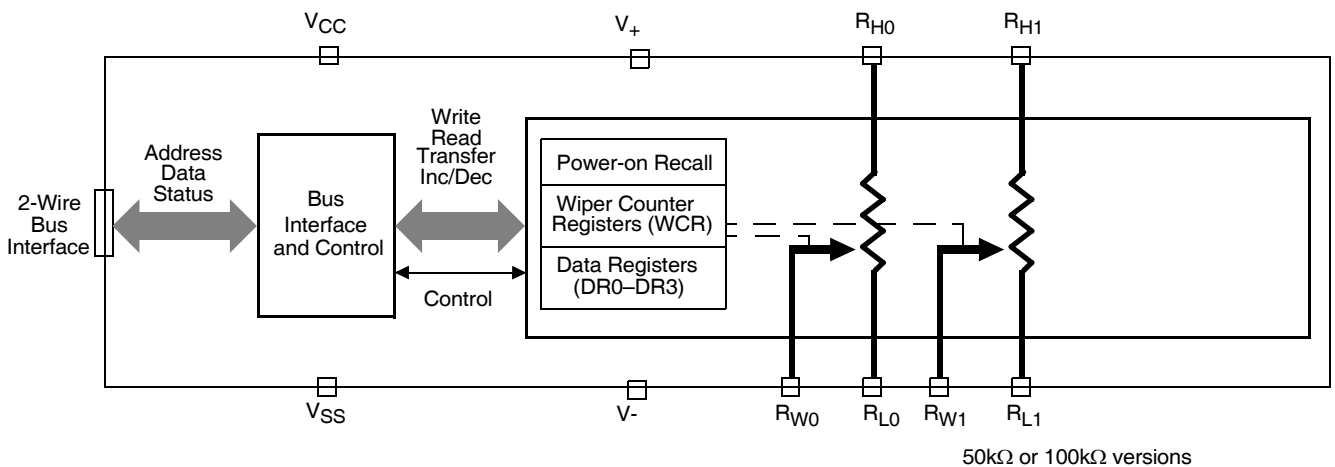 VCC
V+
RH0
RH1
Write
Read
Transfer
Inc/Dec
Address
Data
Status
2-Wire
Bus
Interface
Bus
Interface
and Control
Control
Power-on Recall
Wiper Counter
Registers (WCR)
Data Registers
(DR0–DR3)
VSS
V-
RW0
RL0
RW1
RL1
50kΩ or 100kΩ versions